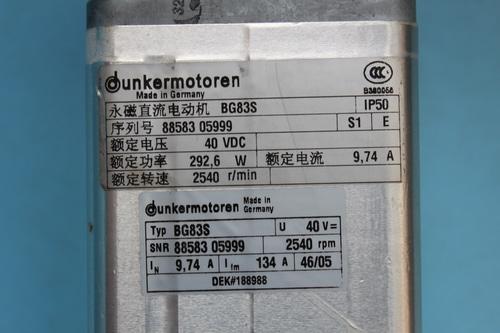 dunkermotoren
Made in Germany
B380056
永磁直流电动机 BG83S IP50
序列号 88583 05999 S1 E
额定电压 40 VDC
额定功率 292,6 W 额定电流 9,74 A
额定转速 2540 r/min
dunkermotoren Made in Germany
Typ BG83S U 40 V=
SNR 88583 05999 2540 rpm
IN 9,74 A Ifm 134 A 46/05
DEK#188988